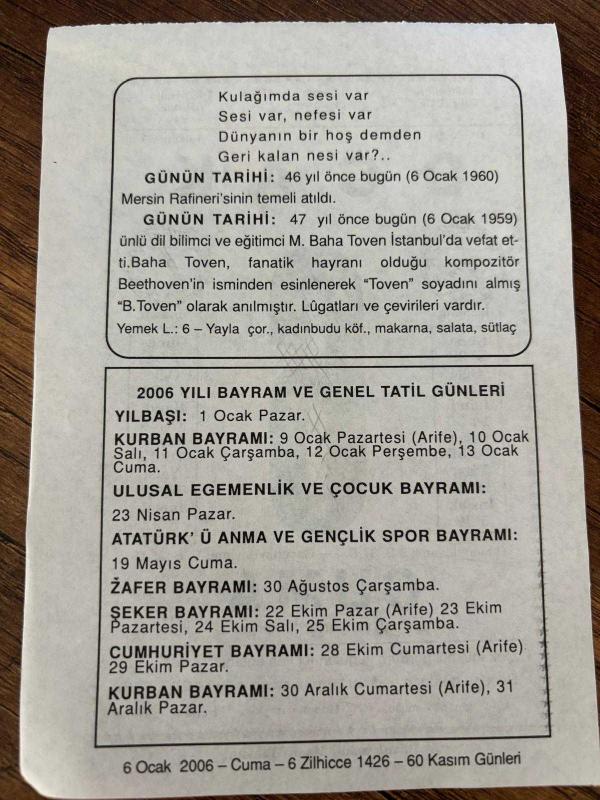 Kulağımda sesi var
Sesi var, nefesi var
Dünyanın bir hoş demden
Geri kalan nesi var?..
GÜNÜN TARİHİ: 46 yıl önce bugün (6 Ocak 1960)
Mersin Rafineri'sinin temeli atıldı.
GÜNÜN TARİHİ: 47 yıl önce bugün (6 Ocak 1959)
ünlü dil bilimci ve eğitimci M. Baha Toven İstanbul'da vefat et-
ti.Baha Toven, fanatik hayranı olduğu kompozitör
Beethoven'in isminden esinlenerek “Toven” soyadını almış
“B.Toven” olarak anılmıştır. Lûgatları ve çevirileri vardır.
Yemek L.: 6 – Yayla çor., kadınbudu köf., makarna, salata, sütlaç
2006 YILI BAYRAM VE GENEL TATİL GÜNLERİ
YILBAŞI: 1 Ocak Pazar.
KURBAN BAYRAMI: 9 Ocak Pazartesi (Arife), 10 Ocak
Salı, 11 Ocak Çarşamba, 12 Ocak Perşembe, 13 Ocak
Cuma.
ULUSAL EGEMENLİK VE ÇOCUK BAYRAMI:
23 Nisan Pazar.
ATATÜRK' Ü ANMA VE GENÇLİK SPOR BAYRAMI:
19 Mayıs Cuma.
ŽAFER BAYRAMI: 30 Ağustos Çarşamba.
ŞEKER BAYRAMI: 22 Ekim Pazar (Arife) 23 Ekim
Pazartesi, 24 Ekim Salı, 25 Ekim Çarşamba.
CUMHURİYET BAYRAMI: 28 Ekim Cumartesi (Arife)
29 Ekim Pazar.
KURBAN BAYRAMI: 30 Aralık Cumartesi (Arife), 31
Aralık Pazar.
6 Ocak 2006 – Cuma – 6 Zilhicce 1426 – 60 Kasım Günleri